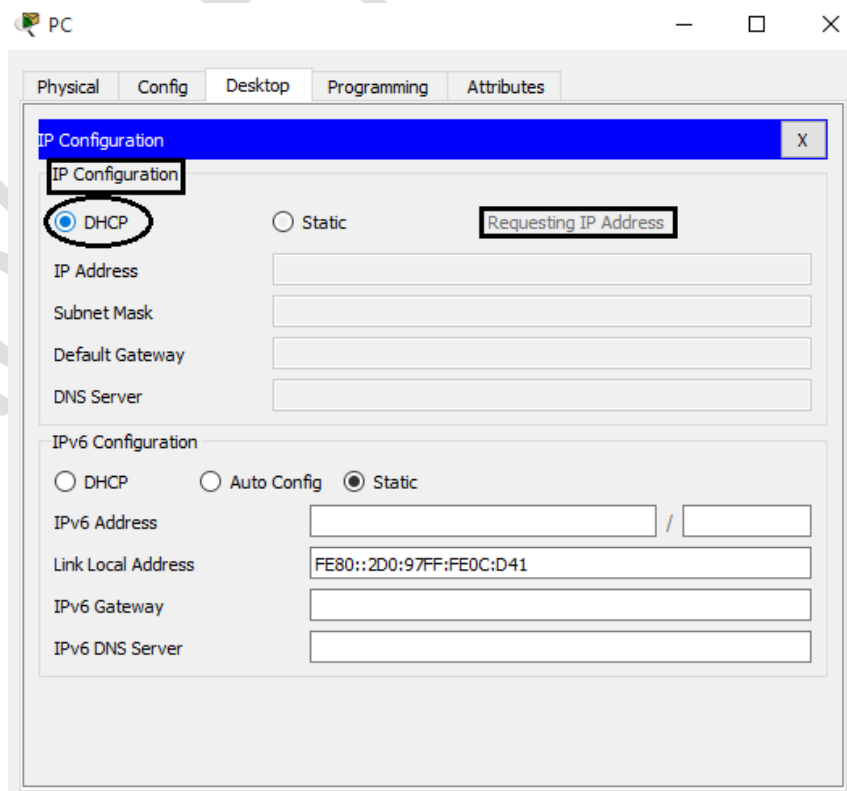 PC
Physical Config Desktop Programming Attributes
IP Configuration X
IP Configuration
DHCP Static Requesting IP Address
IP Address
Subnet Mask
Default Gateway
DNS Server
IPv6 Configuration
DHCP Auto Config Static
IPv6 Address /
Link Local Address FE80::2D0:97FF:FE0C:D41
IPv6 Gateway
IPv6 DNS Server